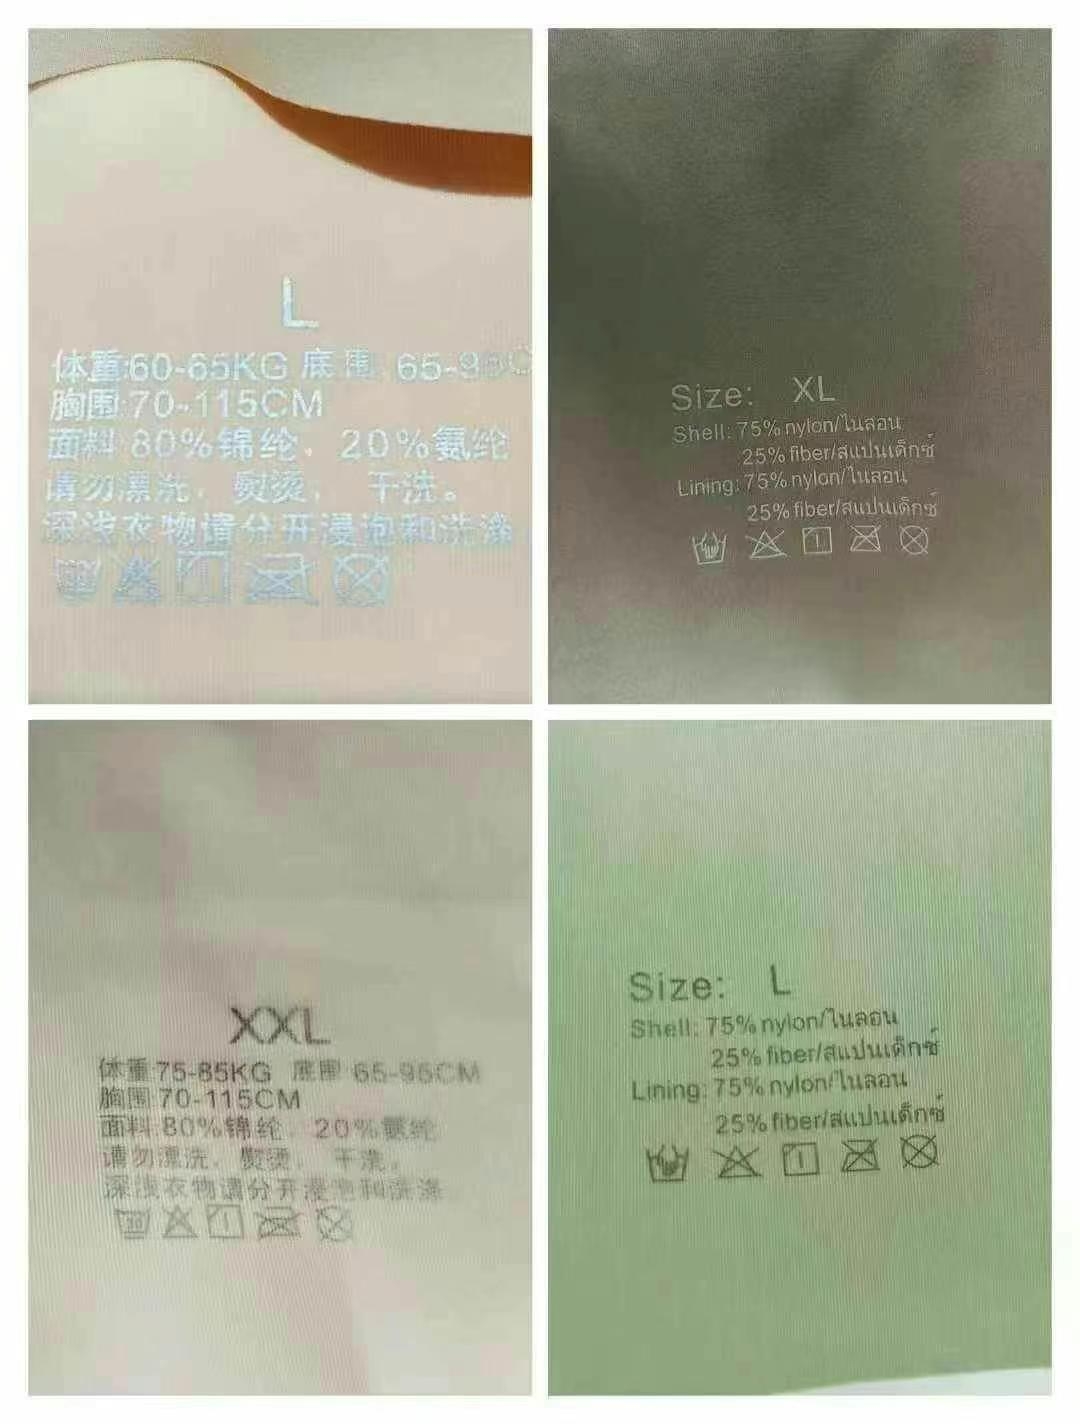 L
体重:60-65KG 底围: 65-95C
胸围:70-115CM
面料:80%锦纶, 20%氨纶
请勿漂洗, 熨烫, 干洗。
深浅衣物请分开浸泡和洗涤
Size: XL
Shell: 75% nylon/ไนลอน
25% fiber/สแปนเด็กซ์
Lining: 75% nylon/ไนลอน
25% fiber/สแปนเด็กซ์
XXL
体重:75-85KG 底围: 65-95CM
胸围:70-115CM
面料:80%锦纶, 20%氨纶
请勿漂洗, 熨烫, 干洗。
深浅衣物请分开浸泡和洗涤
30
Size: L
Shell: 75% nylon/ไนลอน
25% fiber/สแปนเด็กซ์
Lining: 75% nylon/ไนลอน
25% fiber/สแปนเด็กซ์